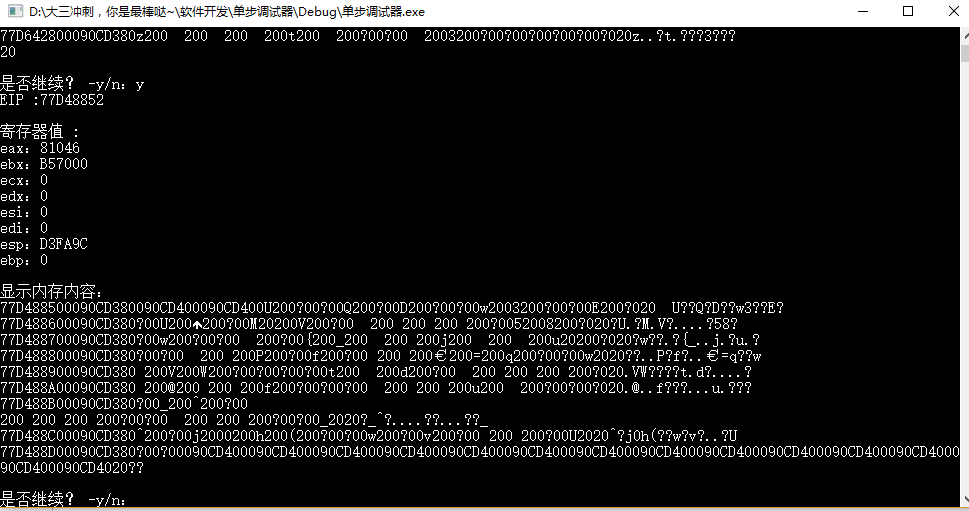 D:\大三冲刺，你是最棒哒~\软件开发\单步调试器\Debug\单步调试器.exe
77D642800090CD380z200  200  200  200t200  200?00?00  2003200?00?00?00?00?00?020z..?t.???3???
20
是否继续? -y/n: y
EIP :77D48852
寄存器值 :
eax: 81046
ebx: B57000
ecx: 0
edx: 0
esi: 0
edi: 0
esp: D3FA9C
ebp: 0
显示内存内容:
77D488500090CD380090CD400090CD400U200?00?00Q200?00D200?00?00w2003200?00?00E200?020  U??Q?D??w3??E?
77D488600090CD380?00U200♠200?00M20200V200?00  200 200 200 200?0052008200?020?U.?M.V?....?58?
77D488700090CD380?00w200?00?00  200?00{200_200  200 200j200  200  200u20200?020?w??.?{_..j.?u.?
77D488800090CD380?00?00  200 200P200?00f200?00 200 200€200=200q200?00?00w2020??..P?f?..€=q??w
77D488900090CD380 200V200W200?00?00?00?00t200  200d200?00  200 200 200 200?020.VW????t.d?....?
77D488A00090CD380 200@200 200 200f200?00?00?00  200 200 200u200  200?00?00?020.@..f???...u.???
77D488B00090CD380?00_200^200?00
200 200 200 200?00?00  200 200 200?00?00_2020?_^?....??...??_
77D488C00090CD380^200?00j2000200h200(200?00?00w200?00v200?00 200 200?00U2020^?j0h(??w?v?..?U
77D488D00090CD380?00?00090CD400090CD400090CD400090CD400090CD400090CD400090CD400090CD400090CD400090CD4000
90CD400090CD4020??
是否继续? -y/n: